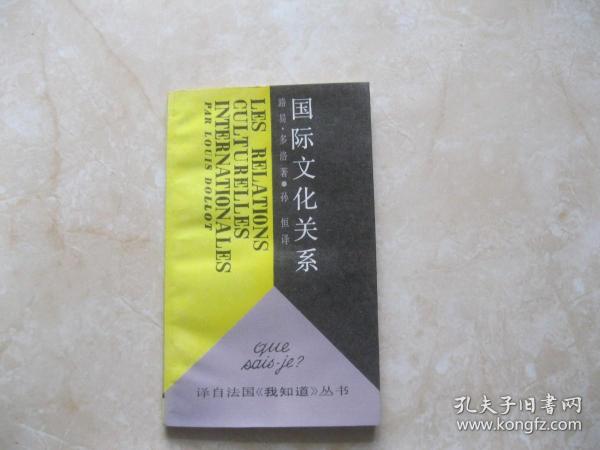 国际文化关系
路易·多洛著●孙恒译
LES RELATIONS
CULTURELLES
INTERNATIONALES
PAR LOUIS DOLLOT
que
sais-je?
译自法国《我知道》丛书
孔夫子旧书网
www.kongfz.com